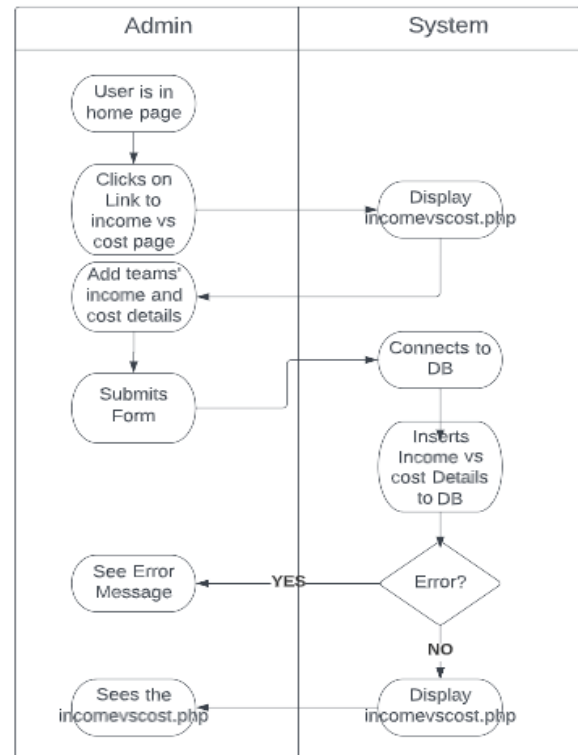 Admin
System
User is in
home page
Clicks on
Link to
income vs
cost page
Display
incomevscost.php
Add teams'
income and
cost details
Connects to
DB
Submits
Form
Inserts
Income vs
cost Details
to DB
See Error
Message
YES
Error?
NO
Sees the
incomevscost.php
Display
incomevscost.php